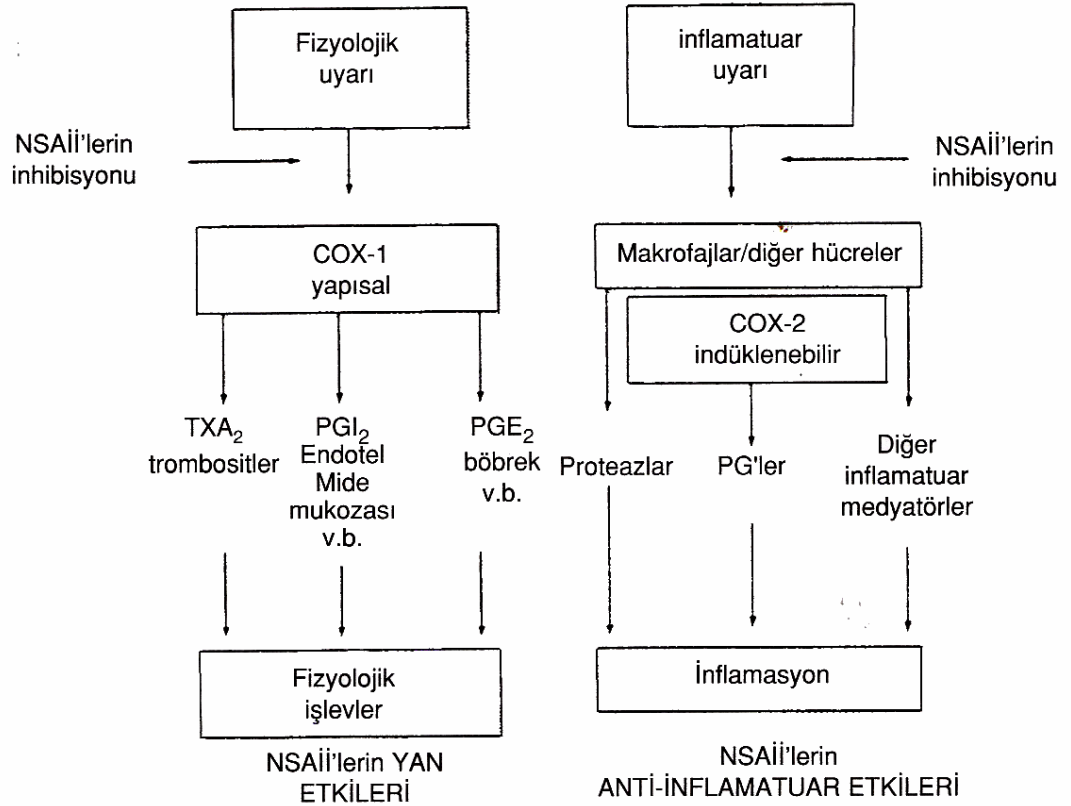 Fizyolojik
uyarı
inflamatuar
uyarı
NSAİİ'lerin
inhibisyonu
NSAİİ'lerin
inhibisyonu
COX-1
yapısal
Makrofajlar/diğer hücreler
COX-2
indüklenebilir
TXA₂
trombositler
PGI₂
Endotel
Mide
mukozası
v.b.
PGE₂
böbrek
v.b.
Proteazlar
PG'ler
Diğer
inflamatuar
medyatörler
Fizyolojik
işlevler
İnflamasyon
NSAİİ'lerin YAN
ETKİLERİ
NSAİİ'lerin
ANTİ-İNFLAMATUAR ETKİLERİ